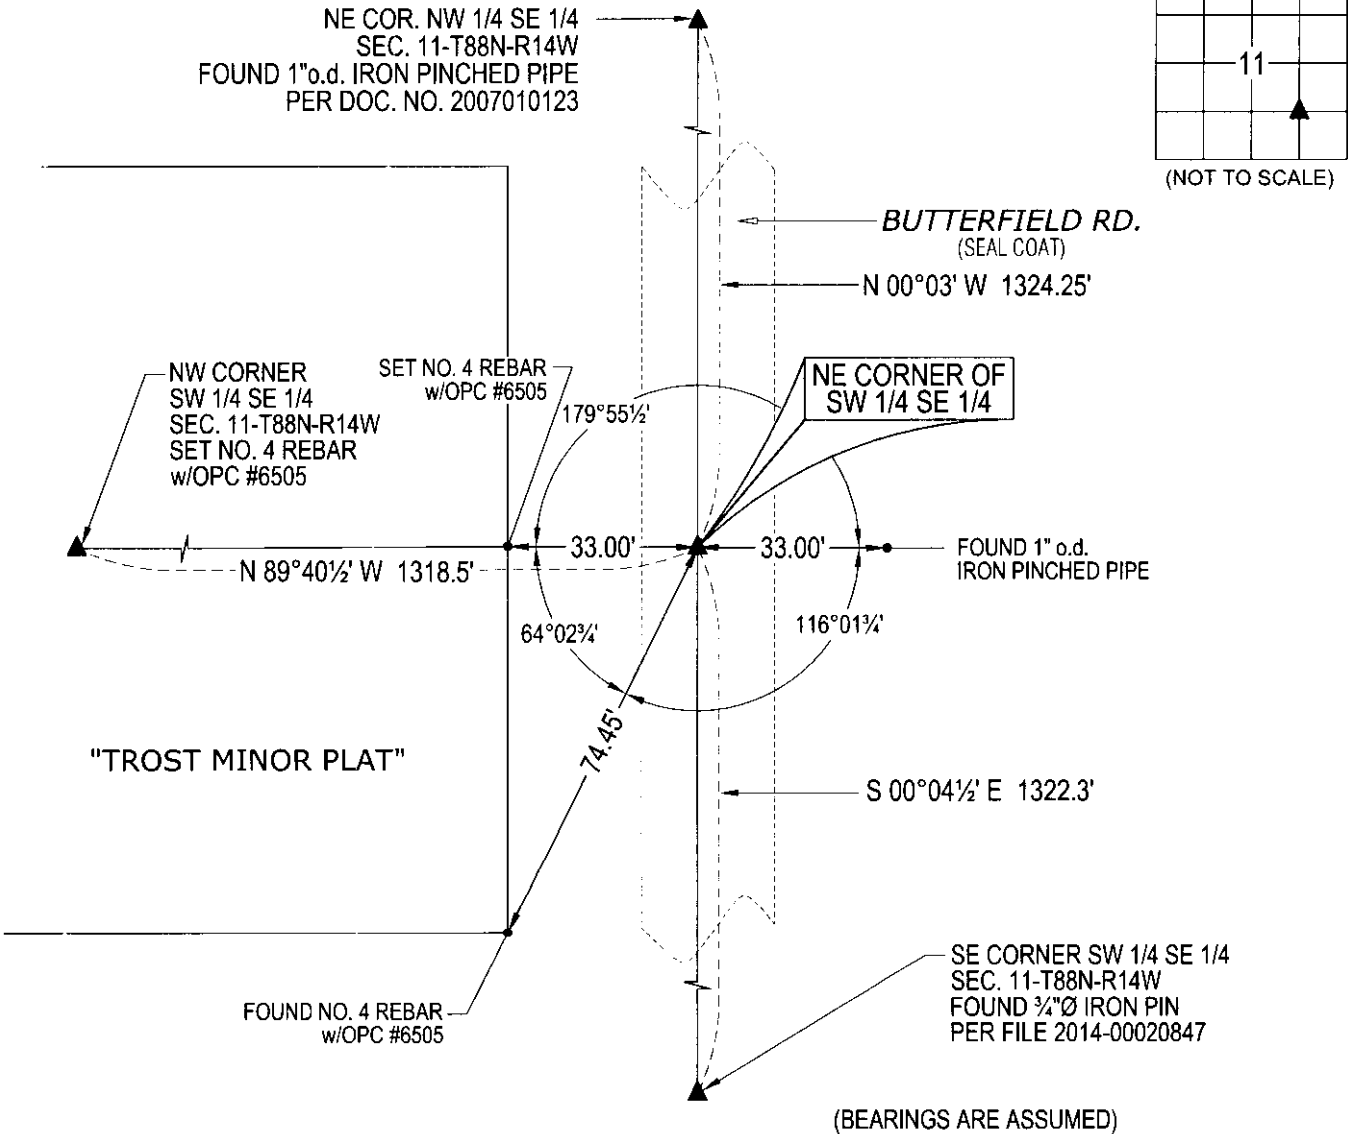 NE COR. NW 1/4 SE 1/4
SEC. 11-T88N-R14W
FOUND 1"o.d. IRON PINCHED PIPE
PER DOC. NO. 2007010123
11
(NOT TO SCALE)
BUTTERFIELD RD.
(SEAL COAT)
N 00°03' W 1324.25'
NW CORNER
SW 1/4 SE 1/4
SEC. 11-T88N-R14W
SET NO. 4 REBAR
w/OPC #6505
SET NO. 4 REBAR
w/OPC #6505
179°55½'
NE CORNER OF
SW 1/4 SE 1/4
33.00'
33.00'
FOUND 1" o.d.
IRON PINCHED PIPE
N 89°40½' W 1318.5'
64°02¾'
116°01¾'
74.45'
"TROST MINOR PLAT"
S 00°04½' E 1322.3'
FOUND NO. 4 REBAR
w/OPC #6505
SE CORNER SW 1/4 SE 1/4
SEC. 11-T88N-R14W
FOUND ¾"Ø IRON PIN
PER FILE 2014-00020847
(BEARINGS ARE ASSUMED)